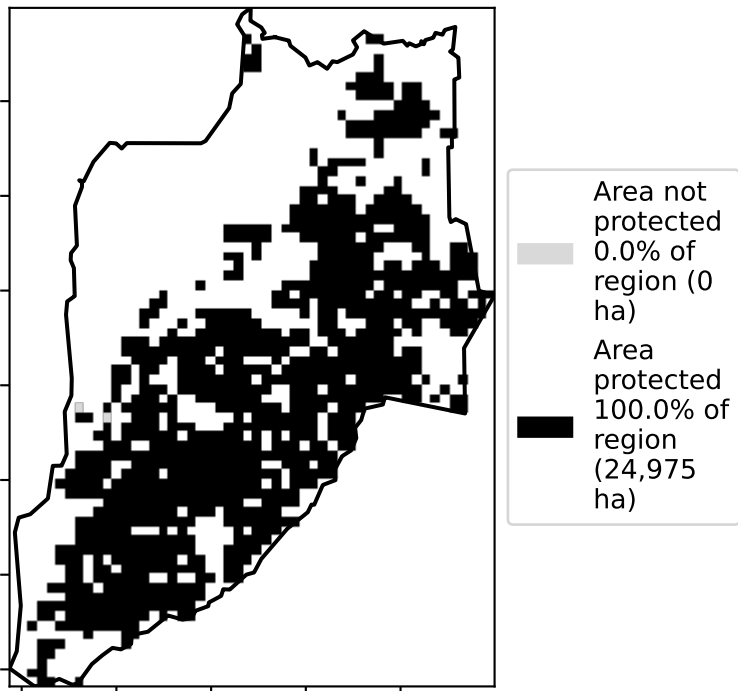 Area not
protected
0.0% of
region (0
ha)
Area
protected
100.0% of
region
(24,975
ha)